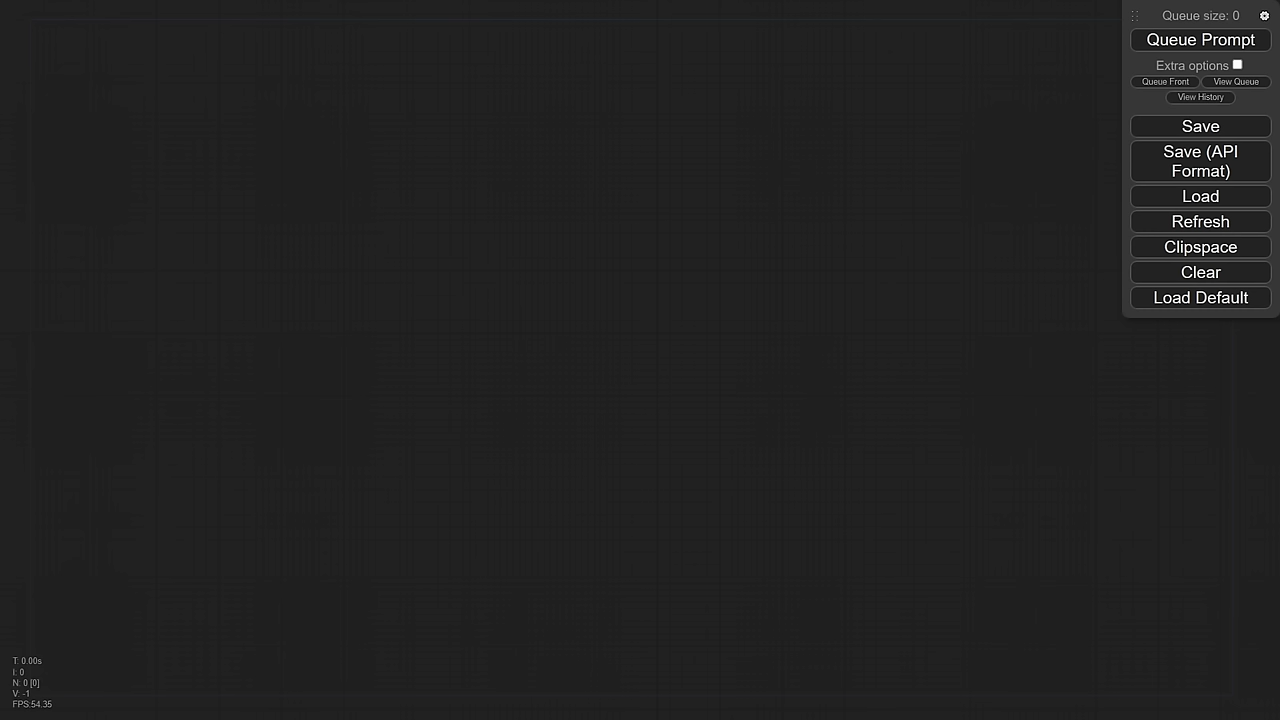 Queue size: 0
Queue Prompt
Extra options
Queue Front
View Queue
View History
Save
Save (API
Format)
Load
Refresh
Clipspace
Clear
Load Default
T: 0.00s
I: 0
N: 0 [0]
V: -1
FPS:54.35